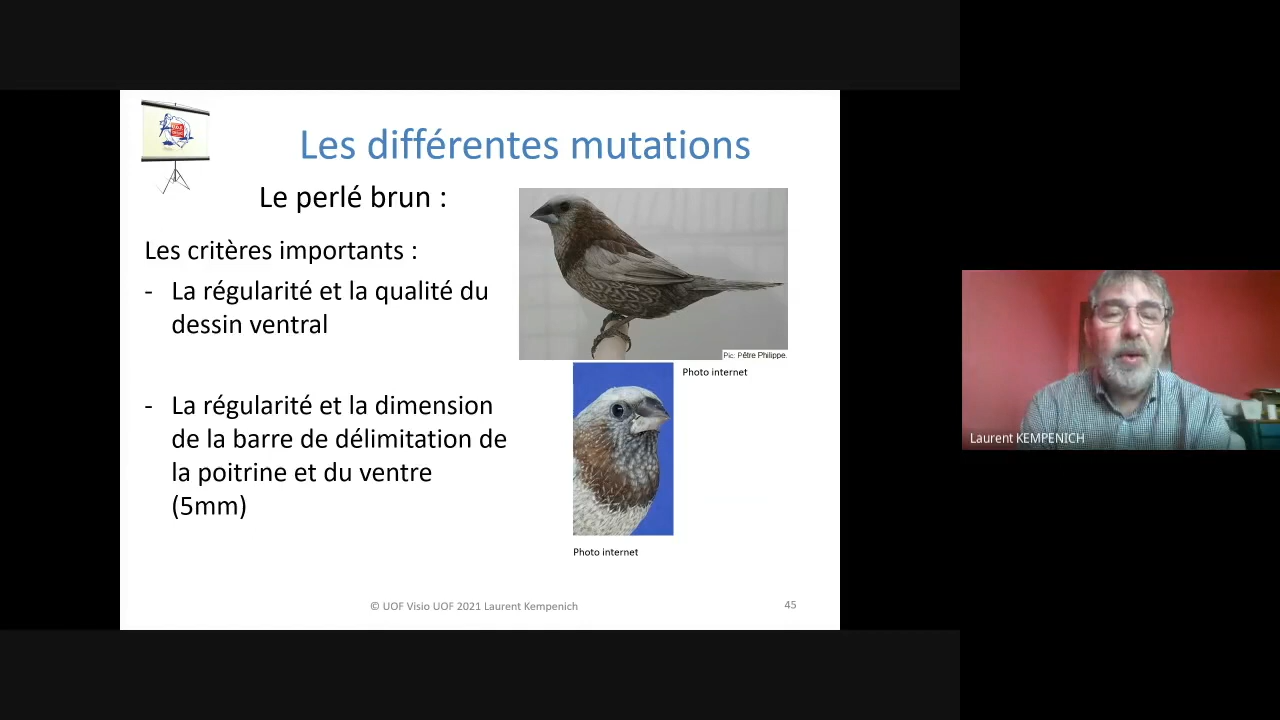 Les différentes mutations
Le perlé brun :
Les critères importants :
- La régularité et la qualité du
dessin ventral
- La régularité et la dimension
de la barre de délimitation de
la poitrine et du ventre
(5mm)
Pic: Pêtre Philippe.
Photo internet
Photo internet
© UOF Visio UOF 2021 Laurent Kempenich
45
Laurent KEMPENICH